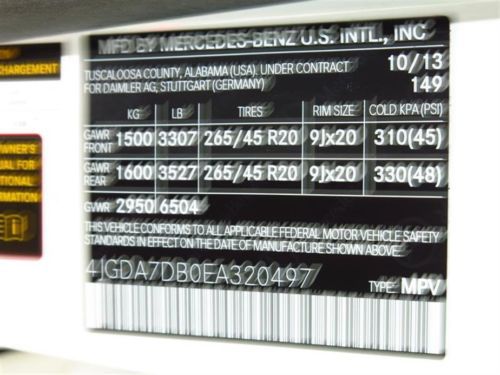 MFD BY MERCEDES-BENZ U.S. INTL., INC
TUSCALOOSA COUNTY, ALABAMA (USA). UNDER CONTRACT 10/13
FOR DAIMLER AG, STUTTGART (GERMANY) 149
KG LB TIRES RIM SIZE COLD KPA (PSI)
GAWR FRONT 1500 3307 265/45 R20 9Jx20 310(45)
GAWR REAR 1600 3527 265/45 R20 9Jx20 330(48)
GVWR 2950 6504
THIS VEHICLE CONFORMS TO ALL APPLICABLE FEDERAL MOTOR VEHICLE SAFETY
STANDARDS IN EFFECT ON THE DATE OF MANUFACTURE SHOWN ABOVE.
4JGDA7DB0EA320497 TYPE: MPV